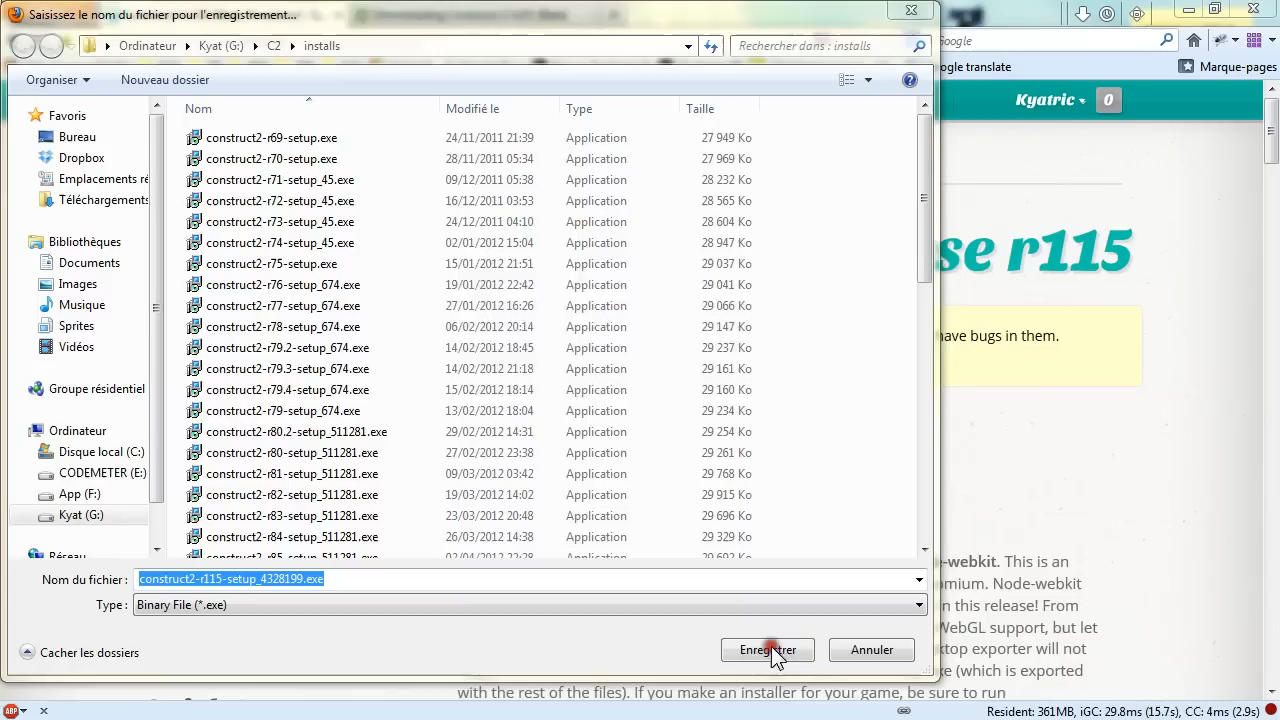 Saisissez le nom du fichier pour l'enregistrement...
Ordinateur Kyat (G:) C2 installs
Rechercher dans : installs
Google
Organiser Nouveau dossier
Marque-pages
Kyatric 0
Nom Modifié le Type Taille
Favoris
Bureau
Dropbox
Emplacements ré
Téléchargements
Bibliothèques
Documents
Images
Musique
Sprites
Vidéos
Groupe résidentiel
Ordinateur
Disque local (C:)
CODEMETER (E:)
App (F:)
Kyat (G:)
Réseau
construct2-r69-setup.exe 24/11/2011 21:39 Application 27 949 Ko
construct2-r70-setup.exe 28/11/2011 05:34 Application 27 969 Ko
construct2-r71-setup_45.exe 09/12/2011 05:38 Application 28 232 Ko
construct2-r72-setup_45.exe 16/12/2011 03:53 Application 28 565 Ko
construct2-r73-setup_45.exe 24/12/2011 04:10 Application 28 604 Ko
construct2-r74-setup_45.exe 02/01/2012 15:04 Application 28 947 Ko
construct2-r75-setup.exe 15/01/2012 21:51 Application 29 037 Ko
construct2-r76-setup_674.exe 19/01/2012 22:42 Application 29 041 Ko
construct2-r77-setup_674.exe 27/01/2012 16:26 Application 29 066 Ko
construct2-r78-setup_674.exe 06/02/2012 20:14 Application 29 147 Ko
construct2-r79.2-setup_674.exe 14/02/2012 18:45 Application 29 237 Ko
construct2-r79.3-setup_674.exe 14/02/2012 21:18 Application 29 161 Ko
construct2-r79.4-setup_674.exe 15/02/2012 18:14 Application 29 160 Ko
construct2-r79-setup_674.exe 13/02/2012 18:04 Application 29 234 Ko
construct2-r80.2-setup_511281.exe 29/02/2012 14:31 Application 29 254 Ko
construct2-r80-setup_511281.exe 27/02/2012 23:38 Application 29 261 Ko
construct2-r81-setup_511281.exe 09/03/2012 03:42 Application 29 768 Ko
construct2-r82-setup_511281.exe 19/03/2012 14:02 Application 29 915 Ko
construct2-r83-setup_511281.exe 23/03/2012 20:48 Application 29 696 Ko
construct2-r84-setup_511281.exe 26/03/2012 14:38 Application 29 329 Ko
construct2-r85-setup_511281.exe 02/04/2012 22:28 Application 29 692 Ko
Nom du fichier : construct2-r115-setup_4328199.exe
Type : Binary File (*.exe)
Cacher les dossiers
Enregistrer Annuler
ogle translate
se r115
have bugs in them.
e-webkit. This is an
omium. Node-webkit
n this release! From
WebGL support, but let
ktop exporter will not
xe (which is exported
with the rest of the files). If you make an installer for your game, be sure to run
ABP Resident: 361MB, iGC: 29.8ms (15.7s), CC: 4ms (2.9s)